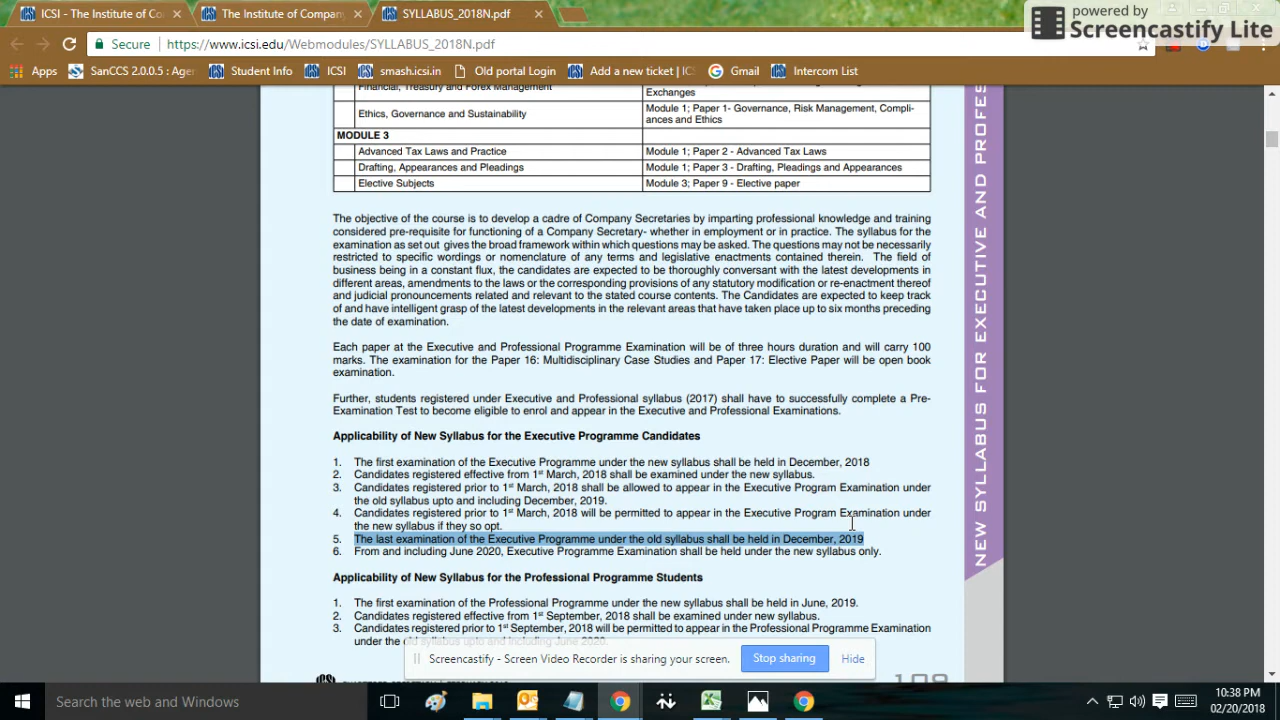 ICSI - The Institute of Com
The Institute of Company
SYLLABUS_2018N.pdf
powered by
Screencastify Lite
Secure
https://www.icsi.edu/Webmodules/SYLLABUS_2018N.pdf
Apps
SanCCS 2.0.0.5 : Agen
Student Info
ICSI
smash.icsi.in
Old portal Login
Add a new ticket | IC
Gmail
Intercom List
Financial, Treasury and Forex Management
Exchanges
Ethics, Governance and Sustainability
Module 1; Paper 1- Governance, Risk Management, Compli-
ances and Ethics
MODULE 3
Advanced Tax Laws and Practice
Module 1; Paper 2 - Advanced Tax Laws
Drafting, Appearances and Pleadings
Module 1; Paper 3 - Drafting, Pleadings and Appearances
Elective Subjects
Module 3; Paper 9 - Elective paper
The objective of the course is to develop a cadre of Company Secretaries by imparting professional knowledge and training
considered pre-requisite for functioning of a Company Secretary- whether in employment or in practice. The syllabus for the
examination as set out gives the broad framework within which questions may be asked. The questions may not be necessarily
restricted to specific wordings or nomenclature of any terms and legislative enactments contained therein. The field of
business being in a constant flux, the candidates are expected to be thoroughly conversant with the latest developments in
different areas, amendments to the laws or the corresponding provisions of any statutory modification or re-enactment thereof
and judicial pronouncements related and relevant to the stated course contents. The Candidates are expected to keep track
of and have intelligent grasp of the latest developments in the relevant areas that have taken place up to six months preceding
the date of examination.
Each paper at the Executive and Professional Programme Examination will be of three hours duration and will carry 100
marks. The examination for the Paper 16: Multidisciplinary Case Studies and Paper 17: Elective Paper will be open book
examination.
Further, students registered under Executive and Professional syllabus (2017) shall have to successfully complete a Pre-
Examination Test to become eligible to enrol and appear in the Executive and Professional Examinations.
Applicability of New Syllabus for the Executive Programme Candidates
1. The first examination of the Executive Programme under the new syllabus shall be held in December, 2018
2. Candidates registered effective from 1st March, 2018 shall be examined under the new syllabus.
3. Candidates registered prior to 1st March, 2018 shall be allowed to appear in the Executive Program Examination under
the old syllabus upto and including December, 2019.
4. Candidates registered prior to 1st March, 2018 will be permitted to appear in the Executive Program Examination under
the new syllabus if they so opt.
5. The last examination of the Executive Programme under the old syllabus shall be held in December, 2019
6. From and including June 2020, Executive Programme Examination shall be held under the new syllabus only.
Applicability of New Syllabus for the Professional Programme Students
1. The first examination of the Professional Programme under the new syllabus shall be held in June, 2019.
2. Candidates registered effective from 1st September, 2018 shall be examined under new syllabus.
3. Candidates registered prior to 1st September, 2018 will be permitted to appear in the Professional Programme Examination
under the old syllabus upto and including June 2020.
NEW SYLLABUS FOR EXECUTIVE AND PROFES
Screencastify - Screen Video Recorder is sharing your screen.
Stop sharing
Hide
ICSI
Search the web and Windows
10:38 PM
02/20/2018